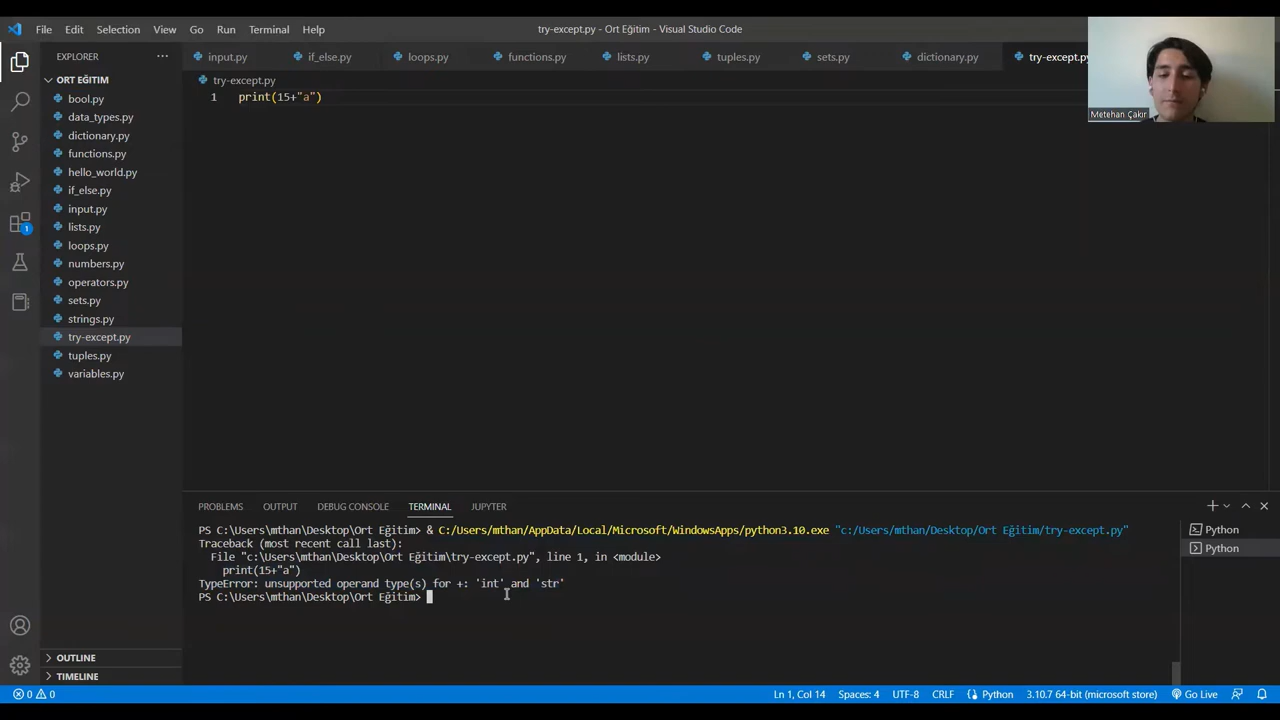 File Edit Selection View Go Run Terminal Help
try-except.py - Ort Eğitim - Visual Studio Code
EXPLORER
input.py if_else.py loops.py functions.py lists.py tuples.py sets.py dictionary.py try-except.py
ORT EĞİTİM
try-except.py
1 print(15+"a")
Metehan Çakır
bool.py
data_types.py
dictionary.py
functions.py
hello_world.py
if_else.py
input.py
lists.py
loops.py
numbers.py
operators.py
sets.py
strings.py
try-except.py
tuples.py
variables.py
1
PROBLEMS OUTPUT DEBUG CONSOLE TERMINAL JUPYTER
PS C:\Users\mthan\Desktop\Ort Eğitim> & C:/Users/mthan/AppData/Local/Microsoft/WindowsApps/python3.10.exe "c:/Users/mthan/Desktop/Ort Eğitim/try-except.py"
Traceback (most recent call last):
File "c:\Users\mthan\Desktop\Ort Eğitim\try-except.py", line 1, in <module>
print(15+"a")
TypeError: unsupported operand type(s) for +: 'int' and 'str'
PS C:\Users\mthan\Desktop\Ort Eğitim>
Python
Python
OUTLINE
TIMELINE
0 0 Ln 1, Col 14 Spaces: 4 UTF-8 CRLF Python 3.10.7 64-bit (microsoft store) Go Live